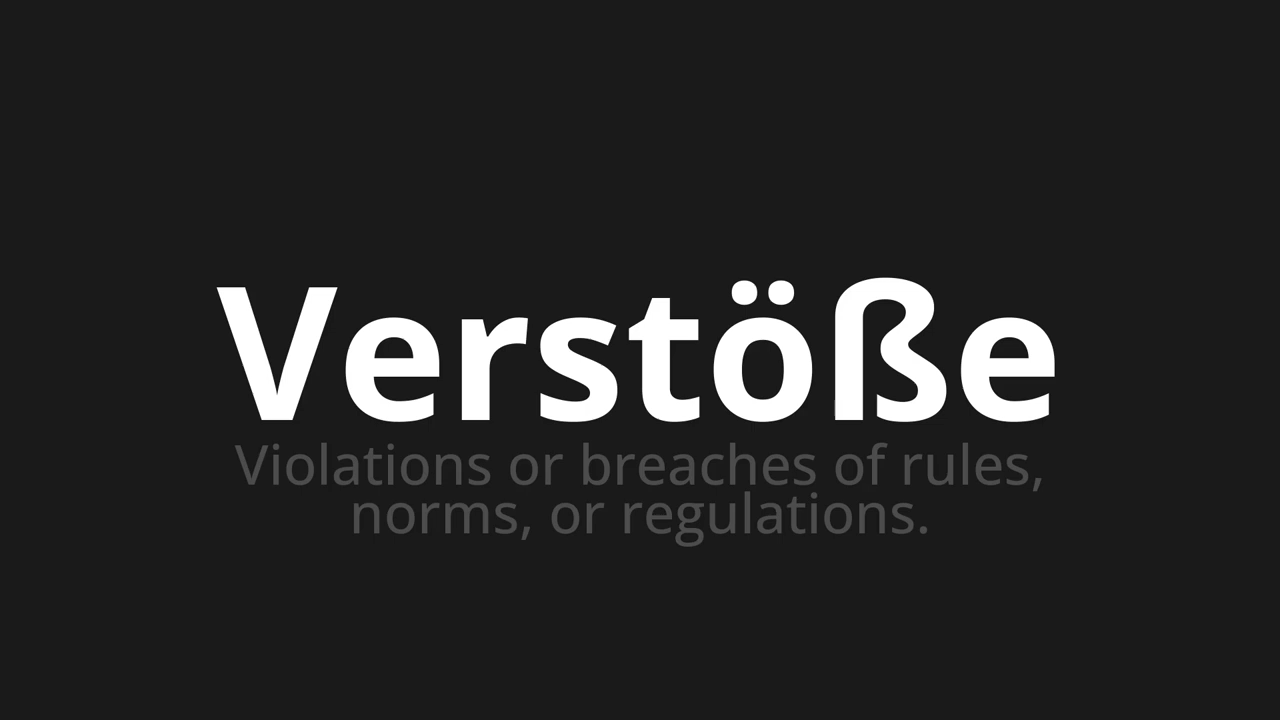 Verstöße
Violations or breaches of rules,
norms, or regulations.